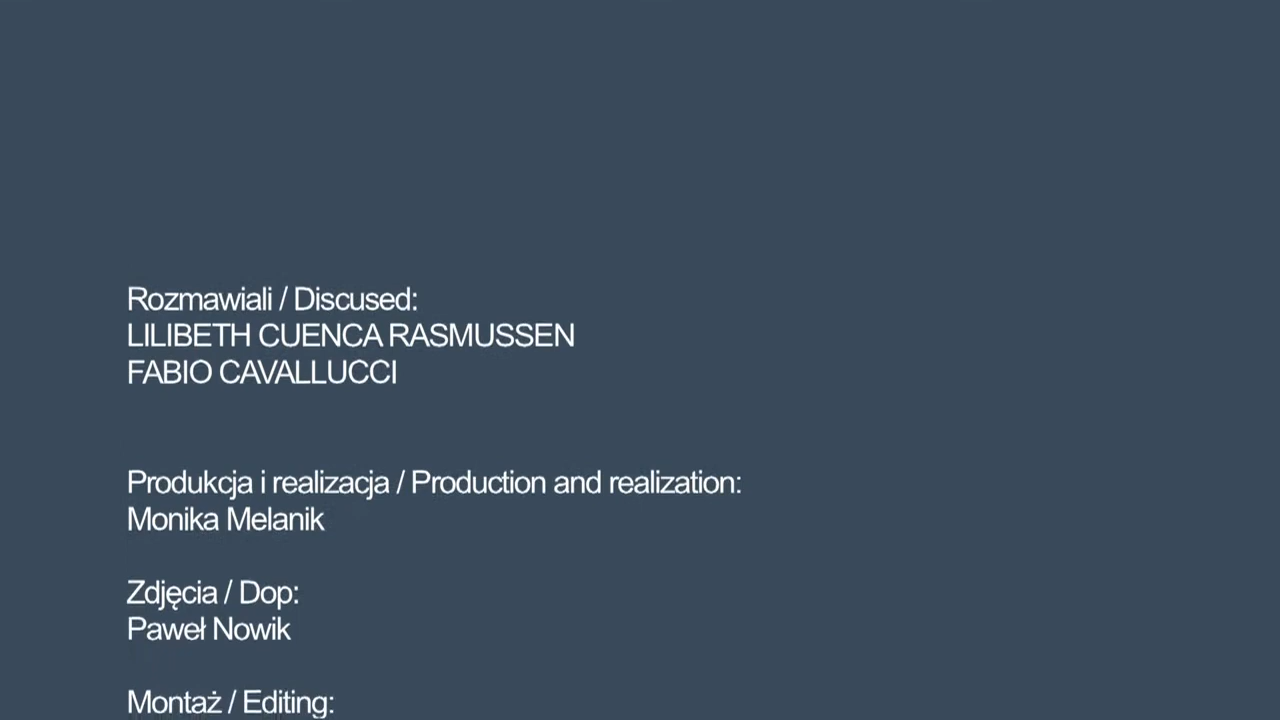 Rozmawiali / Discused:
LILIBETH CUENCA RASMUSSEN
FABIO CAVALLUCCI
Produkcja i realizacja / Production and realization:
Monika Melanik
Zdjęcia / Dop:
Paweł Nowik
Montaż / Editing: